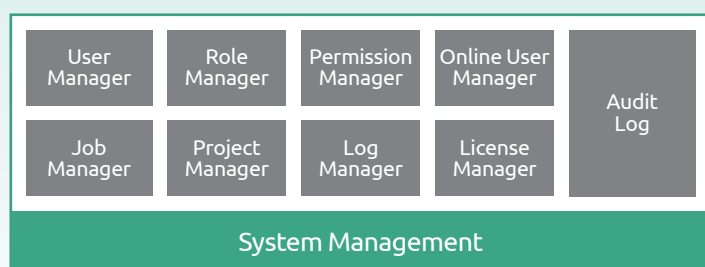 User
Manager
Role
Manager
Permission
Manager
Online User
Manager
Audit
Log
Job
Manager
Project
Manager
Log
Manager
License
Manager
System Management